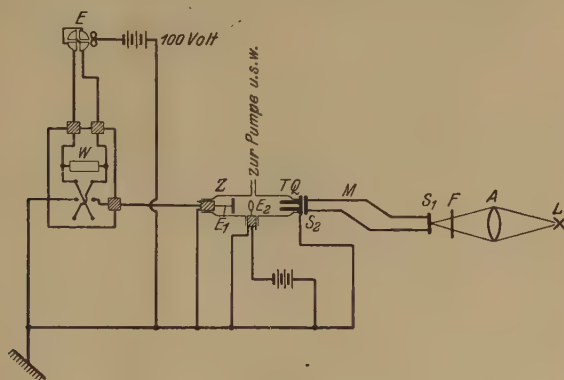 E
100 Volt
Zur Pumpe u.s.w.
W
Z
TQ
M
S₁
F
A
L
E₁
E₂
S₂